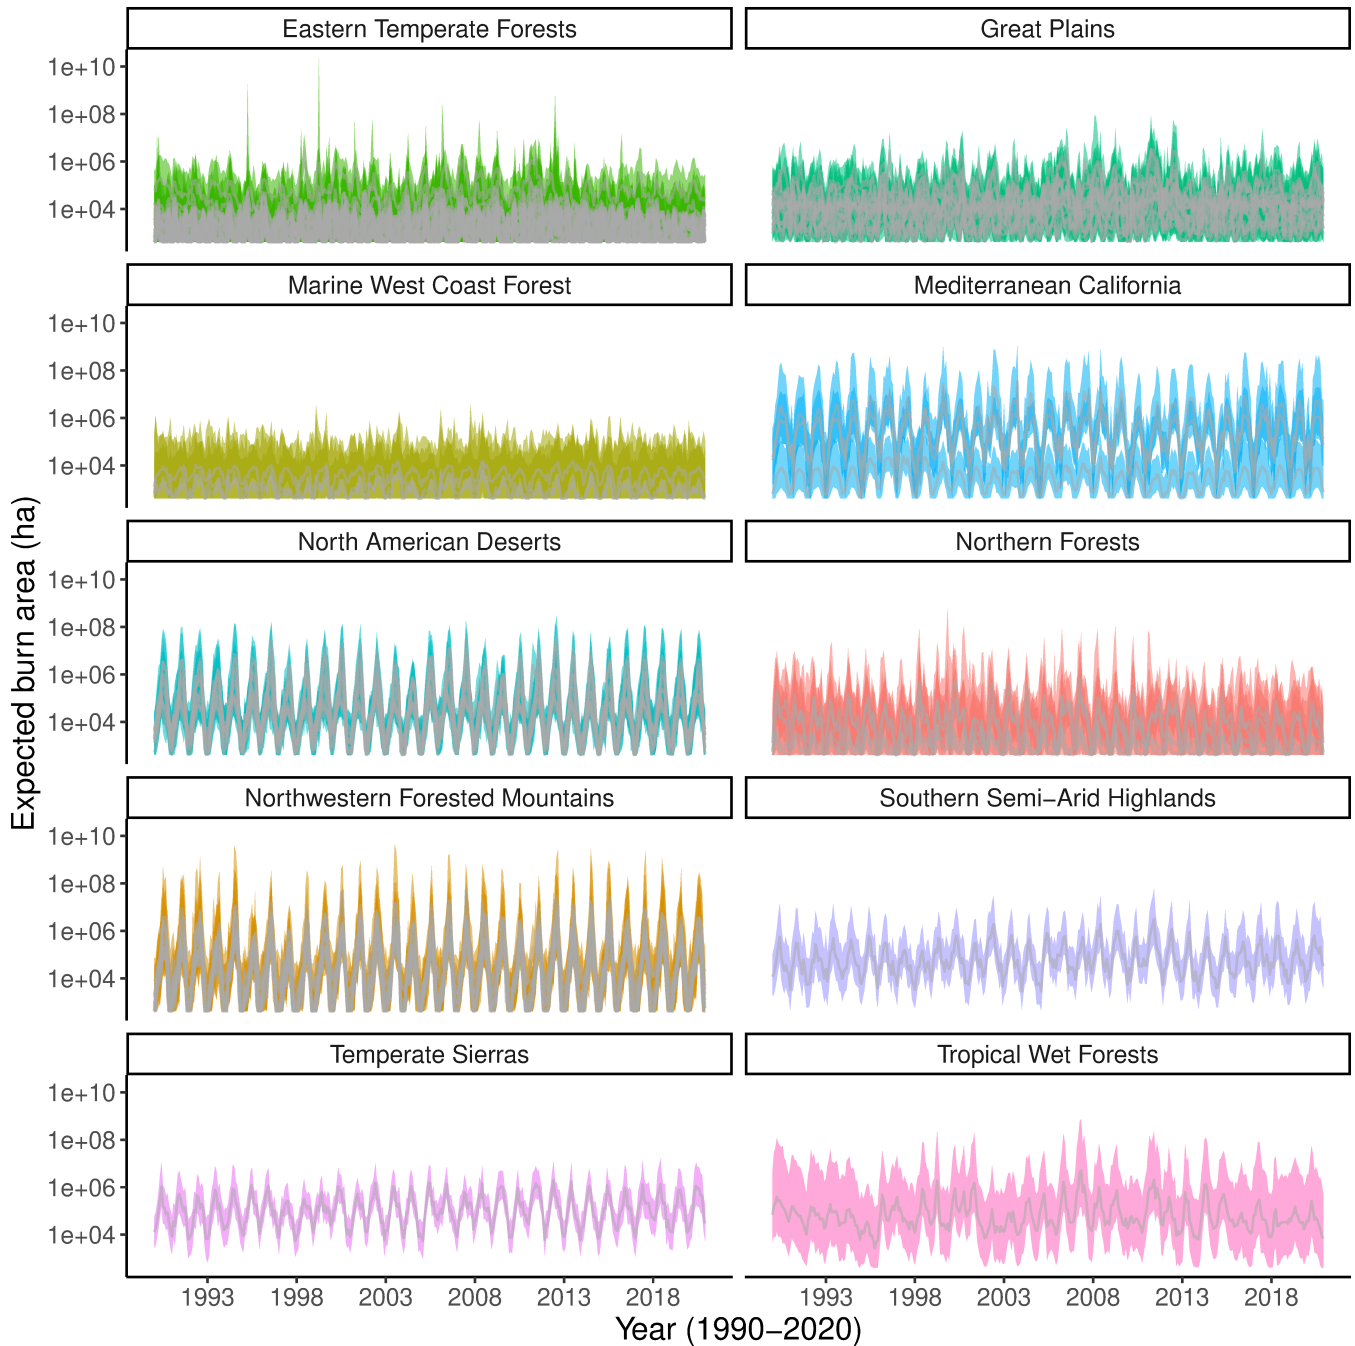 Eastern Temperate Forests
Great Plains
1e+10
1e+08
1e+06
1e+04
Marine West Coast Forest
Mediterranean California
1e+10
1e+08
1e+06
1e+04
North American Deserts
Northern Forests
1e+10
1e+08
1e+06
1e+04
Northwestern Forested Mountains
Southern Semi−Arid Highlands
1e+10
1e+08
1e+06
1e+04
Temperate Sierras
Tropical Wet Forests
1e+10
1e+08
1e+06
1e+04
1993 1998 2003 2008 2013 2018
1993 1998 2003 2008 2013 2018
Expected burn area (ha)
Year (1990−2020)